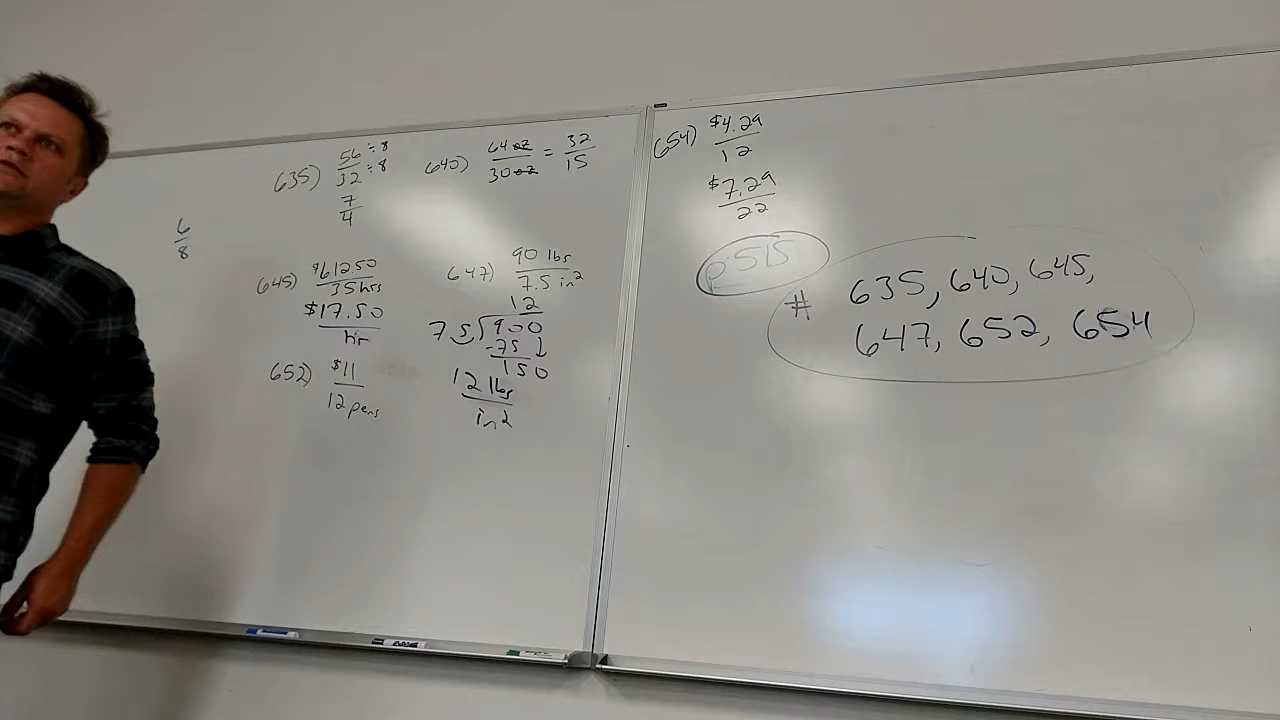 6
8
635) 56 ÷ 8
32 ÷ 8
7
4
640) 64 oz = 32
30 oz 15
645) $612.50
35 hrs
$17.50
hr
647) 90 lbs
7.5 in2
12
7.5 900
-75
150
12 lbs
in2
652) $11
12 pens
654) $4.29
12
$7.29
22
p.515
# 635, 640, 645,
647, 652, 654